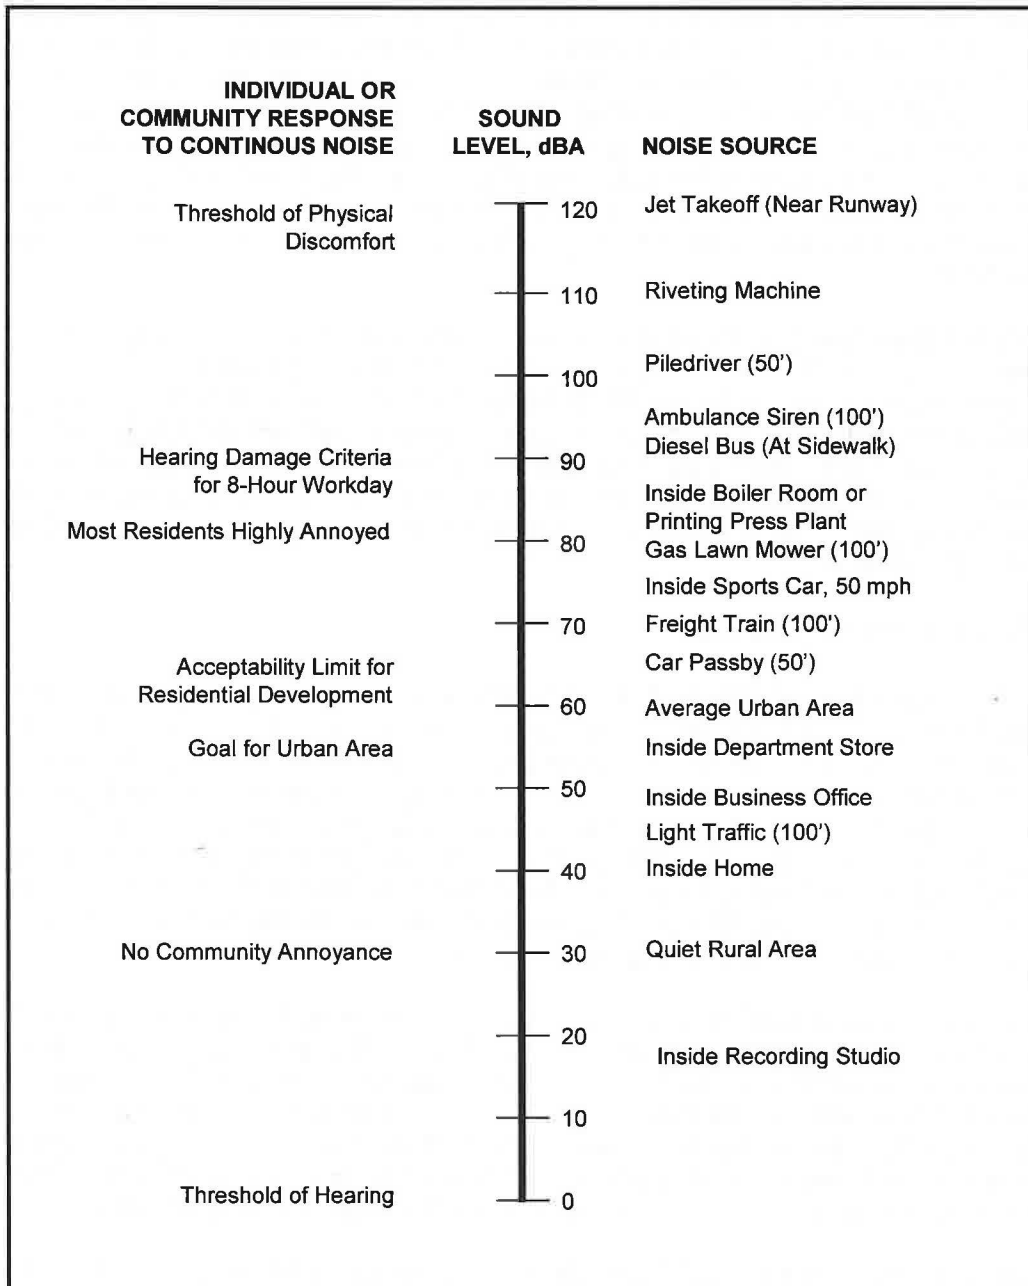 INDIVIDUAL OR
COMMUNITY RESPONSE
TO CONTINOUS NOISE
SOUND
LEVEL, dBA
NOISE SOURCE
Threshold of Physical
Discomfort
120
Jet Takeoff (Near Runway)
110
Riveting Machine
100
Piledriver (50')
Ambulance Siren (100')
Diesel Bus (At Sidewalk)
Hearing Damage Criteria
for 8-Hour Workday
90
Inside Boiler Room or
Printing Press Plant
Most Residents Highly Annoyed
80
Gas Lawn Mower (100')
Inside Sports Car, 50 mph
70
Freight Train (100')
Car Passby (50')
Acceptability Limit for
Residential Development
60
Average Urban Area
Goal for Urban Area
Inside Department Store
50
Inside Business Office
Light Traffic (100')
40
Inside Home
No Community Annoyance
30
Quiet Rural Area
20
Inside Recording Studio
10
Threshold of Hearing
0